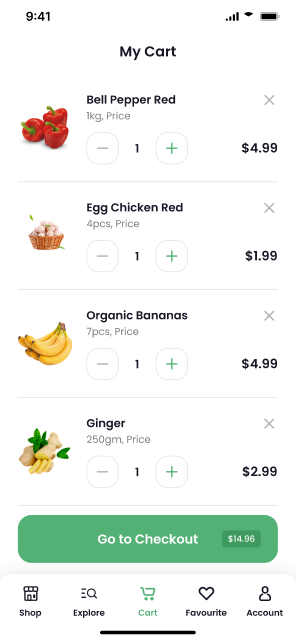 9:41
My Cart
Bell Pepper Red
1kg, Price
1
$4.99
Egg Chicken Red
4pcs, Price
1
$1.99
Organic Bananas
7pcs, Price
1
$4.99
Ginger
250gm, Price
1
$2.99
Go to Checkout $14.96
Shop Explore Cart Favourite Account